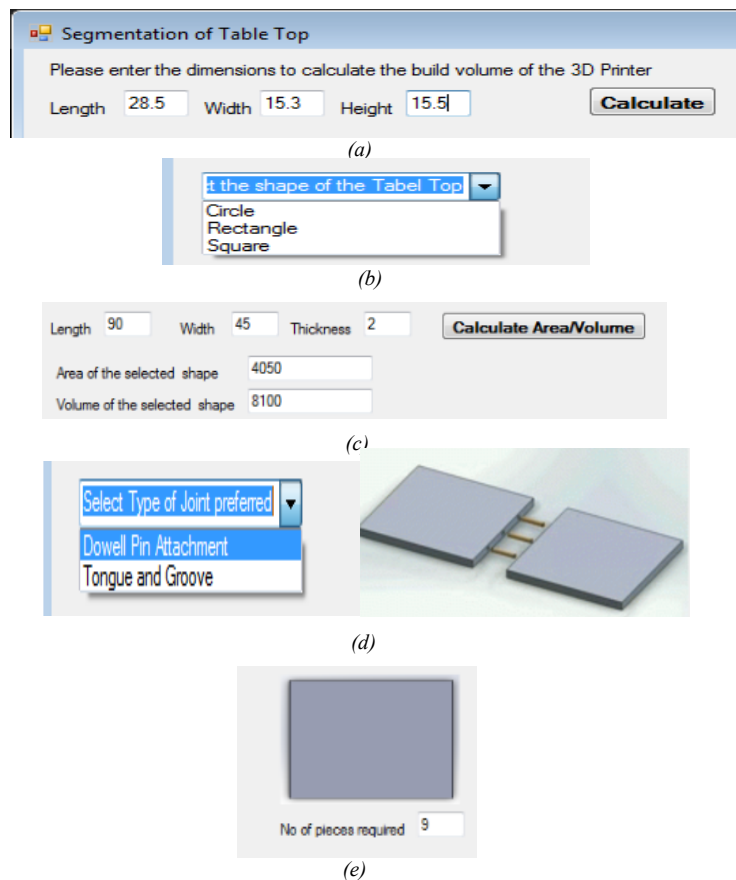 Segmentation of Table Top
Please enter the dimensions to calculate the build volume of the 3D Printer
Length 28.5 Width 15.3 Height 15.5 Calculate
(a)
t the shape of the Tabel Top
Circle
Rectangle
Square
(b)
Length 90 Width 45 Thickness 2 Calculate Area/Volume
Area of the selected shape 4050
Volume of the selected shape 8100
(c)
Select Type of Joint preferred
Dowell Pin Attachment
Tongue and Groove
(d)
No of pieces required 9
(e)